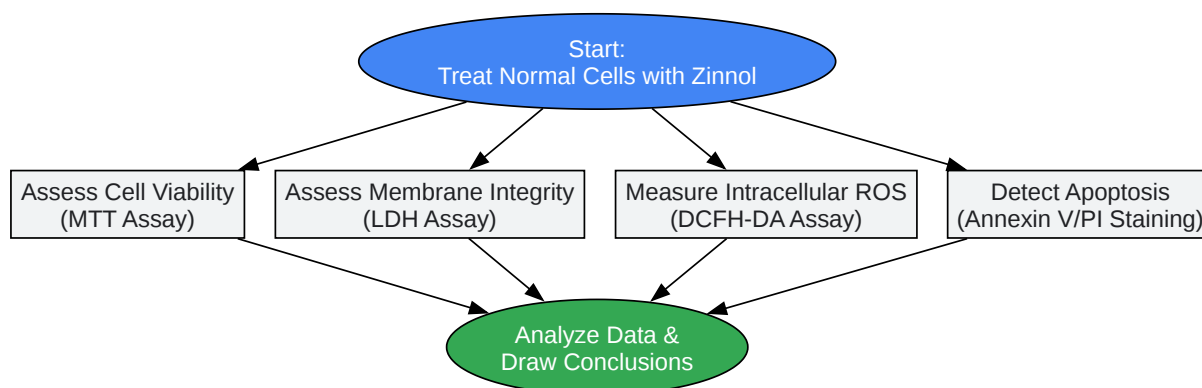 Start:
Treat Normal Cells with Zinnol
Assess Cell Viability
(MTT Assay)
Assess Membrane Integrity
(LDH Assay)
Measure Intracellular ROS
(DCFH-DA Assay)
Detect Apoptosis
(Annexin V/PI Staining)
Analyze Data &
Draw Conclusions